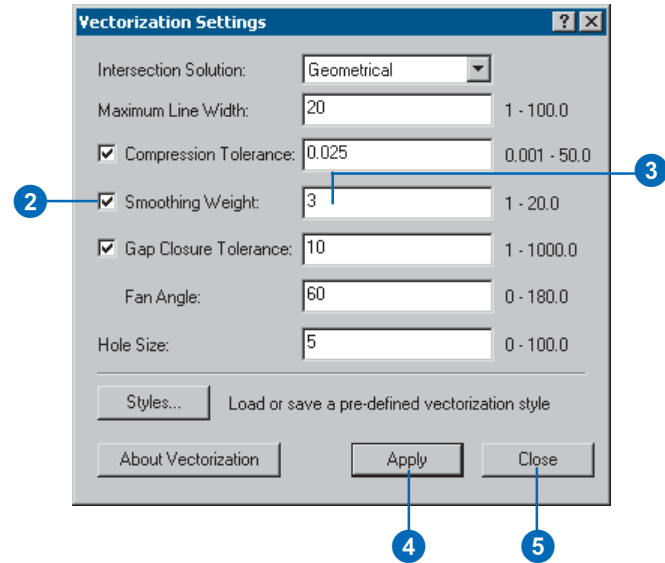 Vectorization Settings
Intersection Solution: Geometrical
Maximum Line Width: 20 1 - 100.0
Compression Tolerance: 0.025 0.001 - 50.0
3
2 Smoothing Weight: 3 1 - 20.0
Gap Closure Tolerance: 10 1 - 1000.0
Fan Angle: 60 0 - 180.0
Hole Size: 5 0 - 100.0
Styles... Load or save a pre-defined vectorization style
About Vectorization Apply Close
4 5